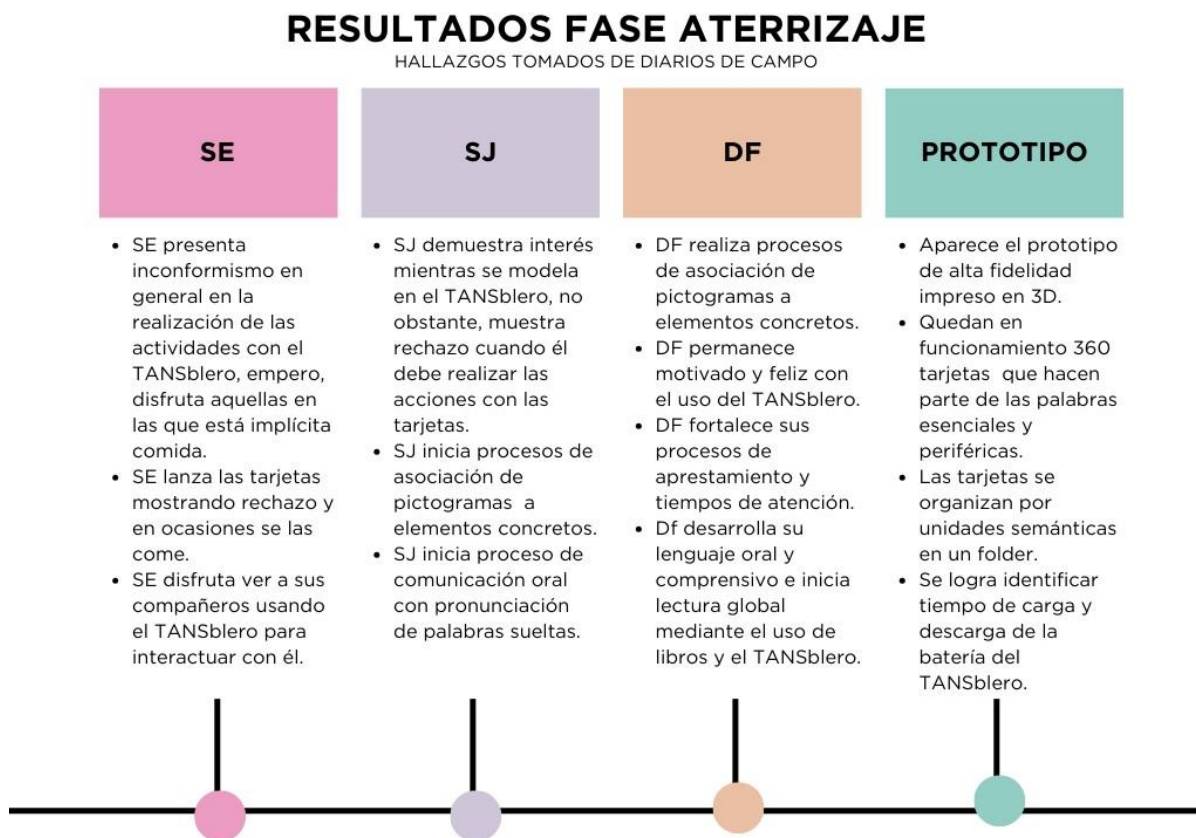 RESULTADOS FASE ATERRIZAJE
HALLAZGOS TOMADOS DE DIARIOS DE CAMPO
SE
• SE presenta
inconformismo en
general en la
realización de las
actividades con el
TANSblero, empero,
disfruta aquellas en
las que está implícita
comida.
• SE lanza las tarjetas
mostrando rechazo y
en ocasiones se las
come.
• SE disfruta ver a sus
compañeros usando
el TANSblero para
interactuar con él.
SJ
• SJ demuestra interés
mientras se modela
en el TANSblero, no
obstante, muestra
rechazo cuando él
debe realizar las
acciones con las
tarjetas.
• SJ inicia procesos de
asociación de
pictogramas a
elementos concretos.
• SJ inicia proceso de
comunicación oral
con pronunciación
de palabras sueltas.
DF
• DF realiza procesos
de asociación de
pictogramas a
elementos concretos.
• DF permanece
motivado y feliz con
el uso del TANSblero.
• DF fortalece sus
procesos de
aprestamiento y
tiempos de atención.
• Df desarrolla su
lenguaje oral y
comprensivo e inicia
lectura global
mediante el uso de
libros y el TANSblero.
PROTOTIPO
• Aparece el prototipo
de alta fidelidad
impreso en 3D.
• Quedan en
funcionamiento 360
tarjetas que hacen
parte de las palabras
esenciales y
periféricas.
• Las tarjetas se
organizan por
unidades semánticas
en un folder.
• Se logra identificar
tiempo de carga y
descarga de la
batería del
TANSblero.